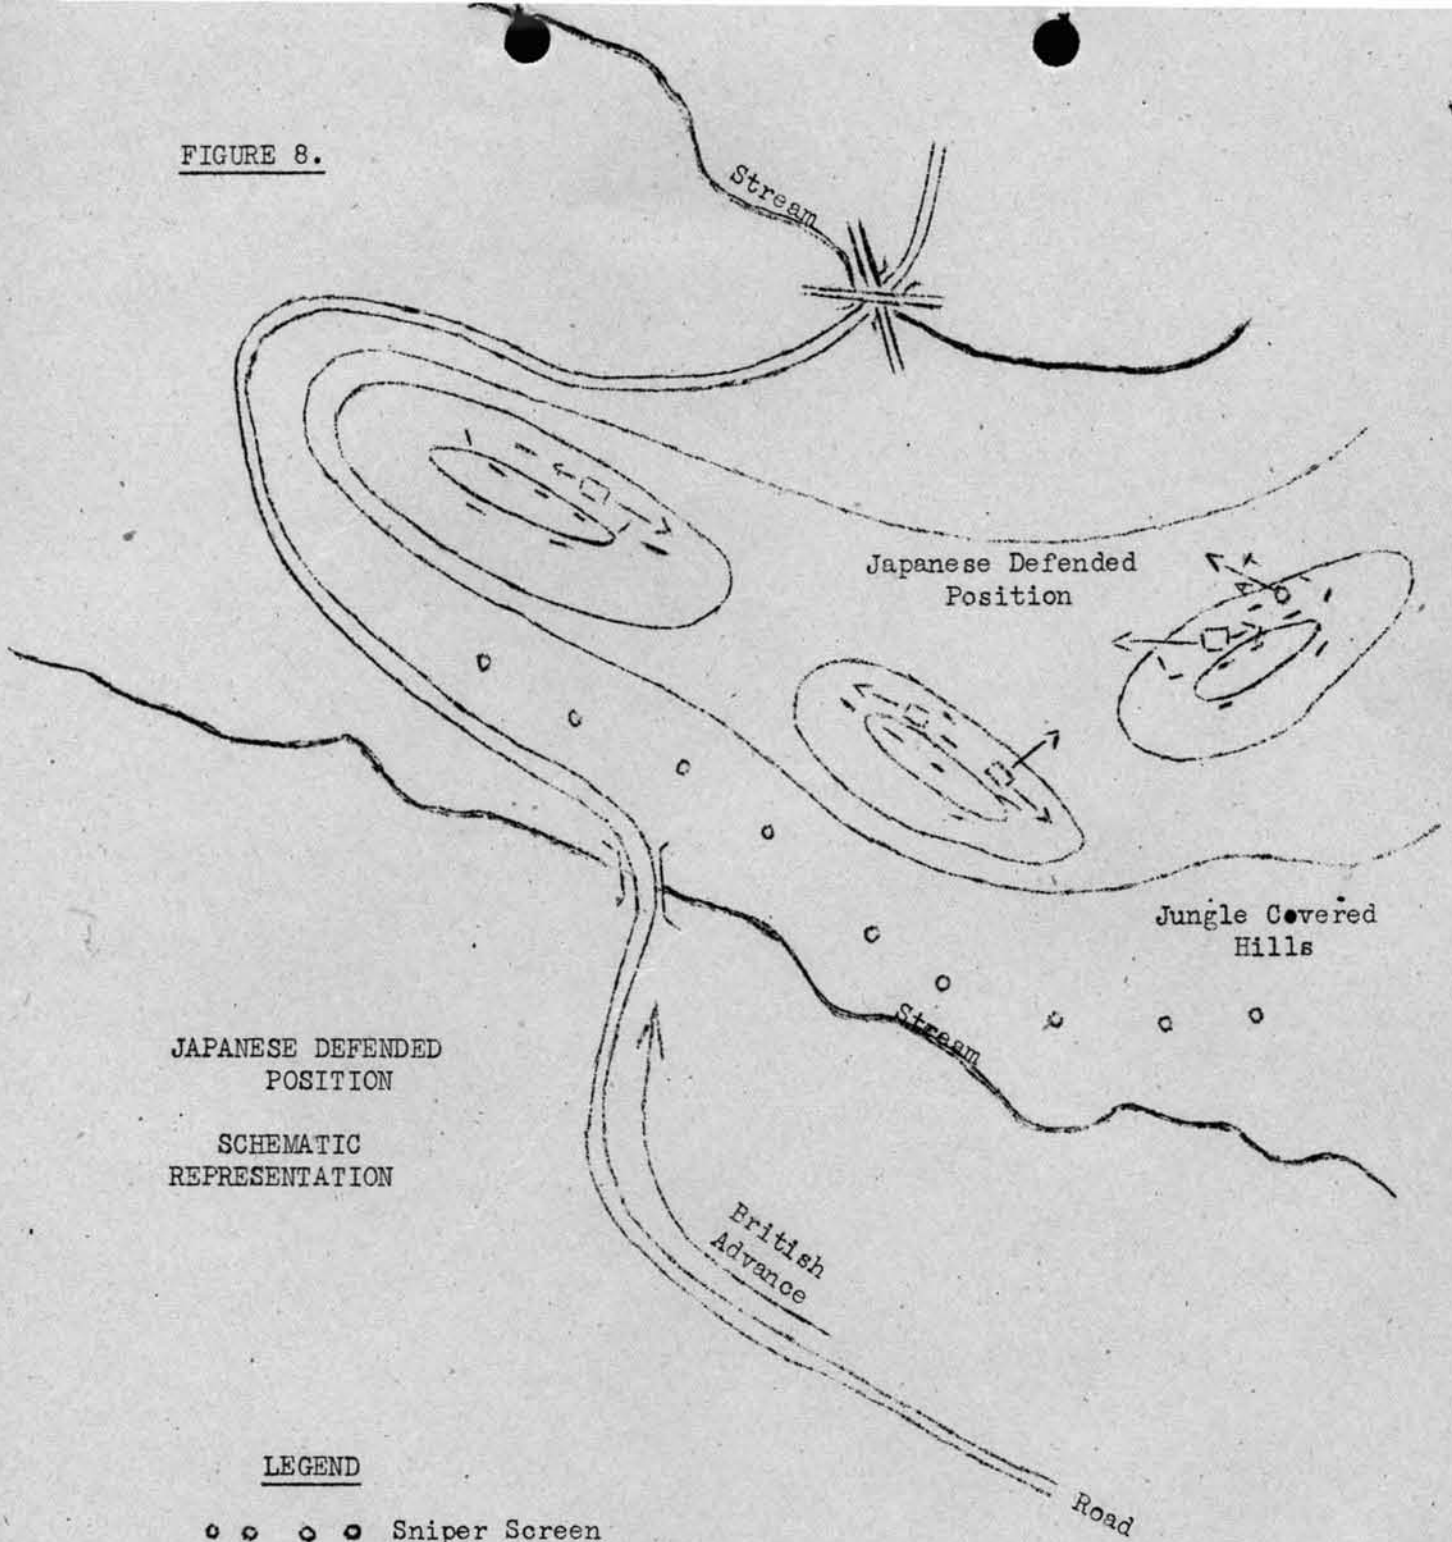 FIGURE 8.
Stream
Japanese Defended
Position
Jungle Covered
Hills
Stream
JAPANESE DEFENDED
POSITION
SCHEMATIC
REPRESENTATION
British
Advance
LEGEND
Sniper Screen
Road